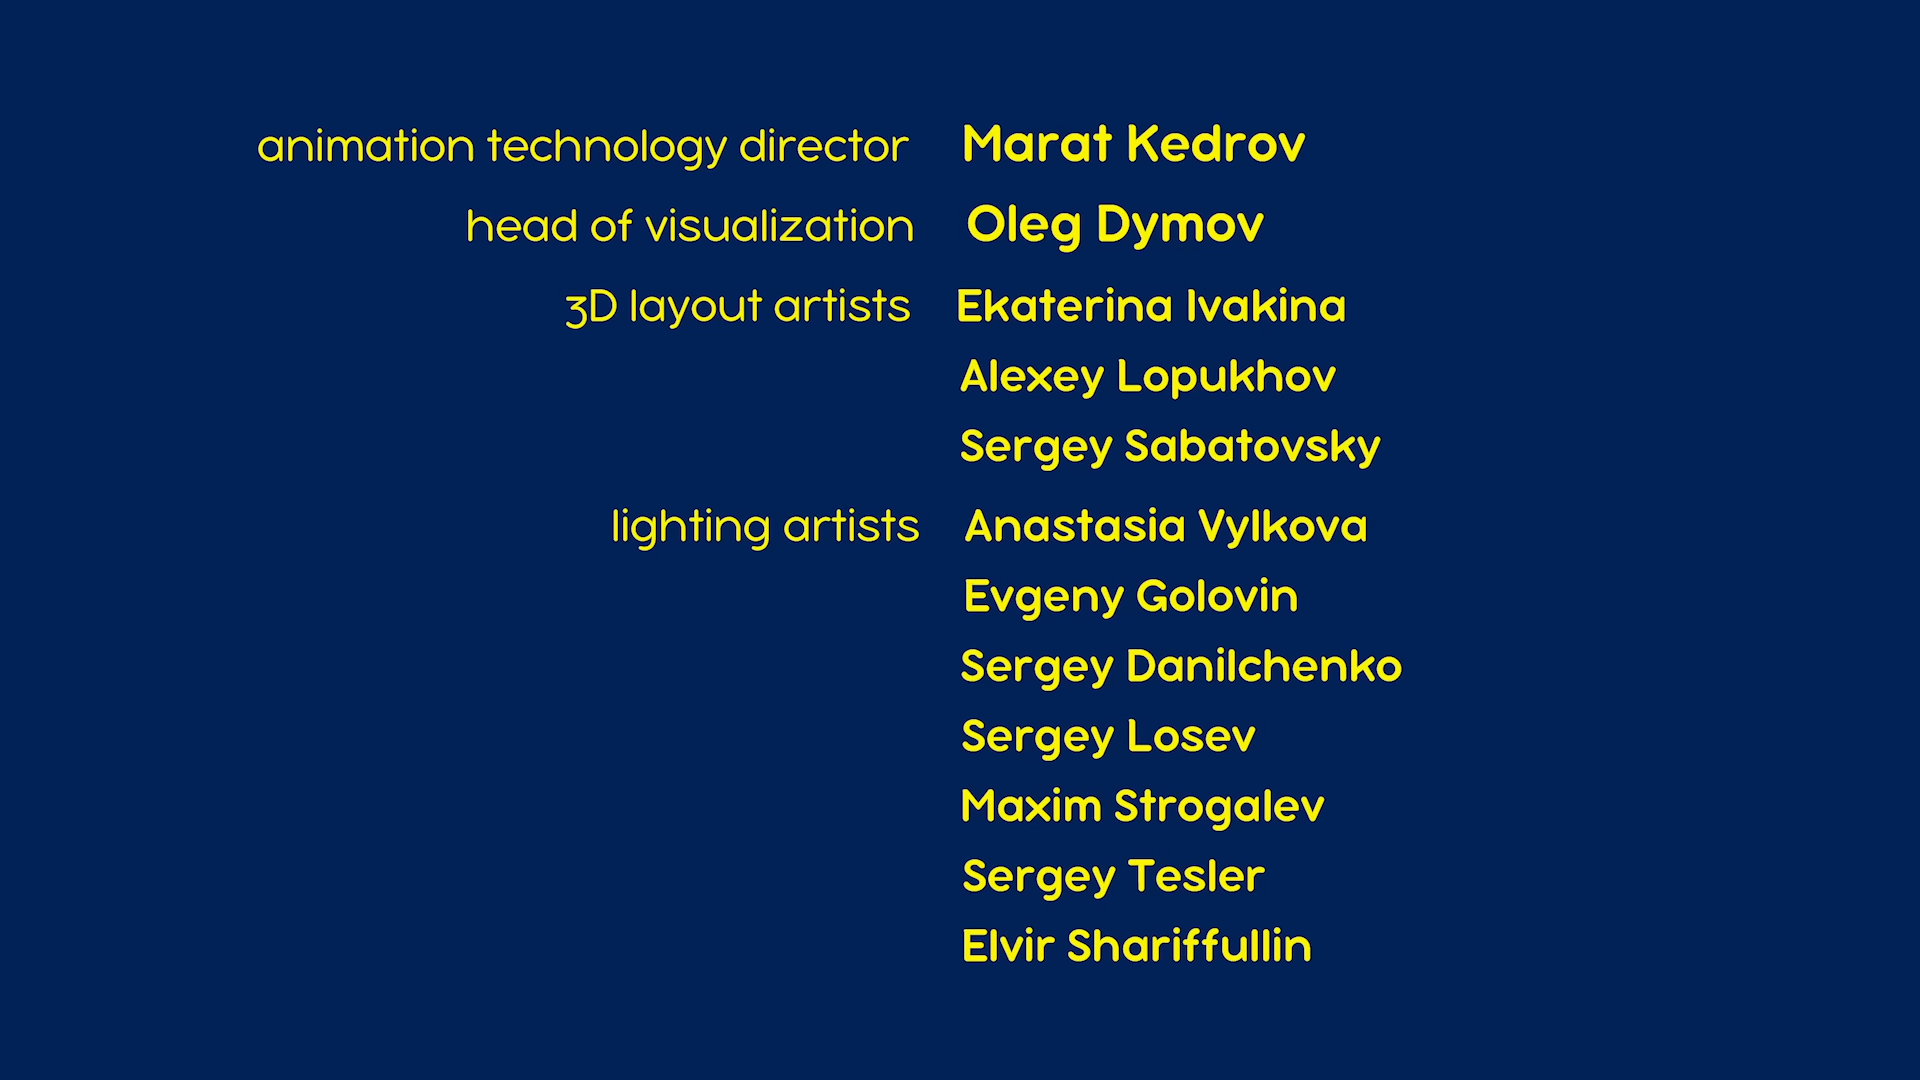 animation technology director Marat Kedrov
head of visualization Oleg Dymov
3D layout artists Ekaterina Ivakina
Alexey Lopukhov
Sergey Sabatovsky
lighting artists Anastasia Vylkova
Evgeny Golovin
Sergey Danilchenko
Sergey Losev
Maxim Strogalev
Sergey Tesler
Elvir Shariffullin